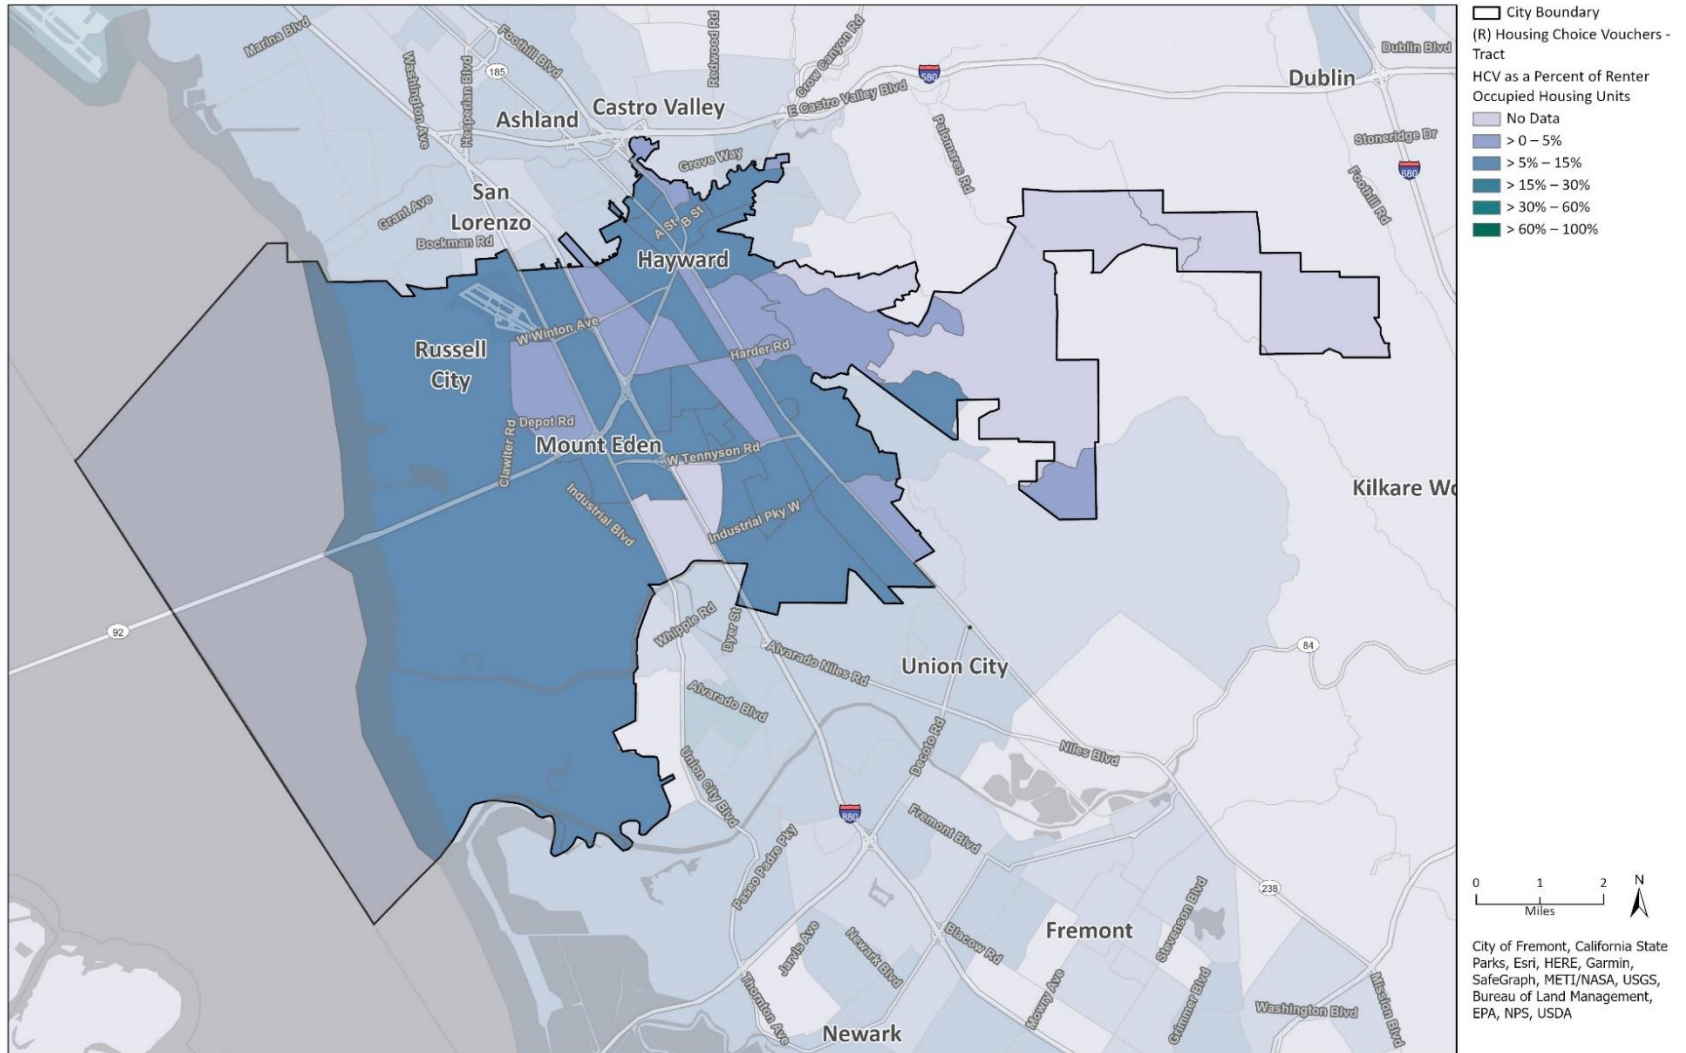 Marina Blvd
Washington Ave
Hesperian Blvd
Foothill Blvd
185
Redwood Rd
Crow Canyon Rd
580
Dublin Blvd
Dublin
Castro Valley
E Castro Valley Blvd
Ashland
Stoneridge Dr
Palomares Rd
Grove Way
680
Foothill Rd
San
Lorenzo
Grant Ave
Bockman Rd
A St
B St
Hayward
W Winton Ave
Russell
City
Harder Rd
Depot Rd
Mount Eden
Clawiter Rd
W Tennyson Rd
Kilkare Wo
Industrial Blvd
Industrial Pky W
92
Whipple Rd
Dyer St
Alvarado Niles Rd
Union City
84
Alvarado Blvd
Union City Blvd
Decoto Rd
Niles Blvd
880
Fremont Blvd
Paseo Padre Pky
238
Jarvis Ave
Newark Blvd
Blacow Rd
Fremont
Stevenson Blvd
Thornton Ave
Mowry Ave
Grimmer Blvd
Washington Blvd
Mission Blvd
Newark
City Boundary
(R) Housing Choice Vouchers -
Tract
HCV as a Percent of Renter
Occupied Housing Units
No Data
> 0 – 5%
> 5% – 15%
> 15% – 30%
> 30% – 60%
> 60% – 100%
0 1 2
Miles
N
City of Fremont, California State
Parks, Esri, HERE, Garmin,
SafeGraph, METI/NASA, USGS,
Bureau of Land Management,
EPA, NPS, USDA